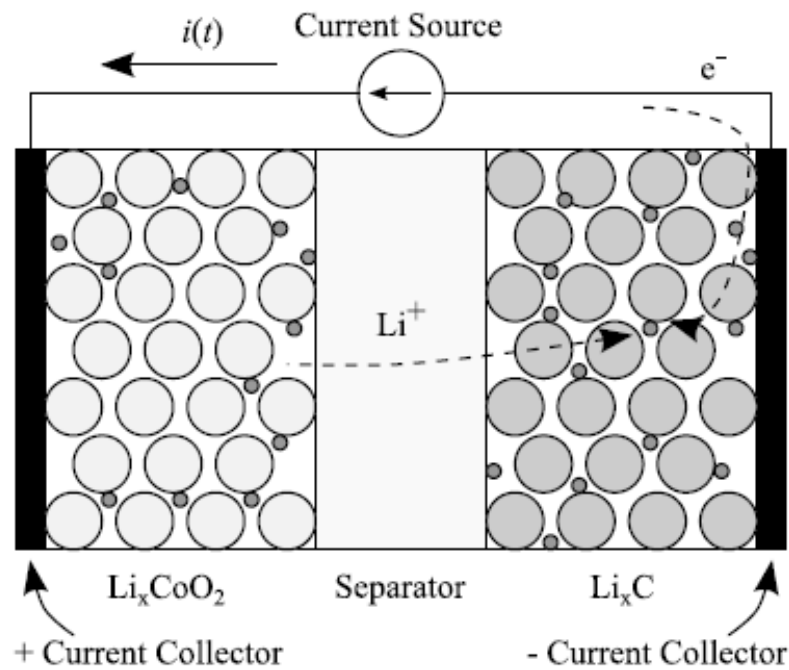 Current Source
i(t)
e⁻
Li⁺
LiₓCoO₂
Separator
LiₓC
+ Current Collector
- Current Collector